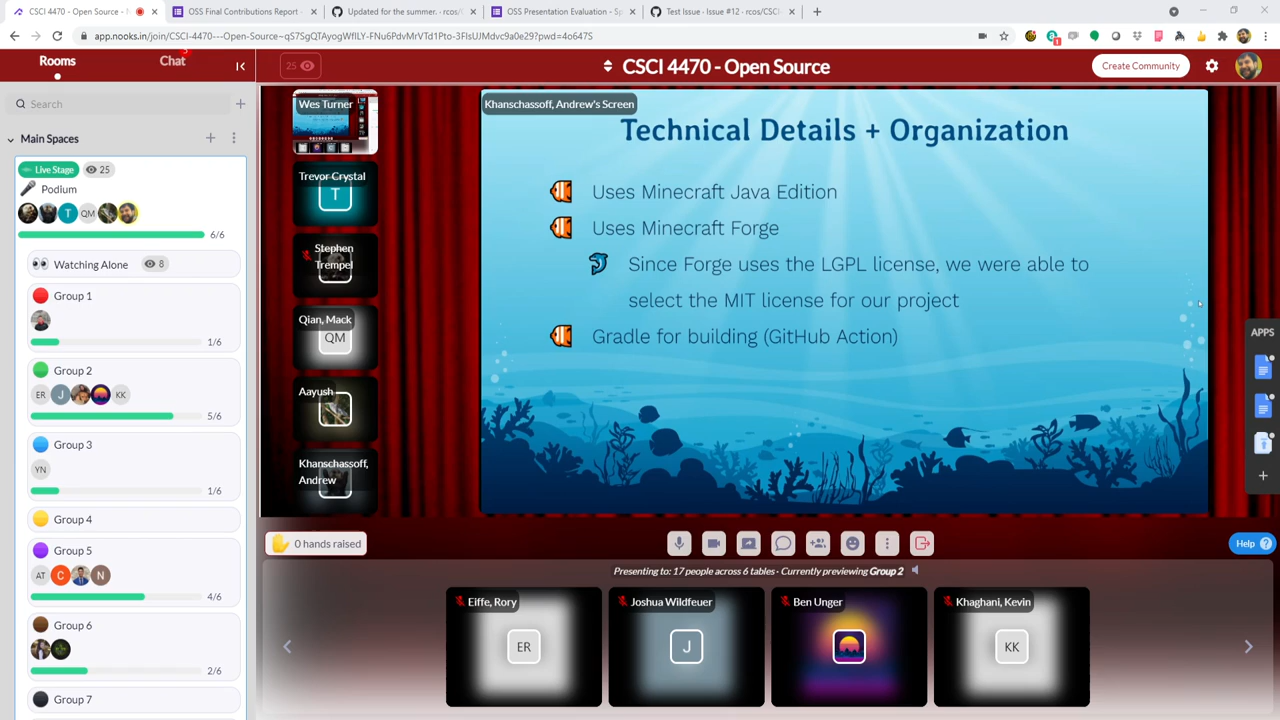 CSCI 4470 - Open Source - No
OSS Final Contributions Report -
Updated for the summer. · rcos/
OSS Presentation Evaluation - Sp
Test Issue · Issue #12 · rcos/CSCI
app.nooks.in/join/CSCI-4470---Open-Source-qS7SgQTAyogWfILY-FNu6PdvMrVTd1Pto-3FIsUJMdvc9a0e29?pwd=4o647S
Rooms
Chat
25
CSCI 4470 - Open Source
Create Community
Search
Main Spaces
Live Stage
25
Podium
T
QM
6/6
Watching Alone
8
Group 1
1/6
Group 2
ER
J
KK
5/6
Group 3
YN
1/6
Group 4
Group 5
AT
C
N
4/6
Group 6
2/6
Group 7
Wes Turner
Trevor Crystal
T
Stephen
Trempel
Qian, Mack
QM
Aayush
Khanschassoff,
Andrew
Khanschassoff, Andrew's Screen
Technical Details + Organization
Uses Minecraft Java Edition
Uses Minecraft Forge
Since Forge uses the LGPL license, we were able to
select the MIT license for our project
Gradle for building (GitHub Action)
APPS
0 hands raised
Help
Presenting to: 17 people across 6 tables · Currently previewing Group 2
Eiffe, Rory
ER
Joshua Wildfeuer
J
Ben Unger
Khaghani, Kevin
KK